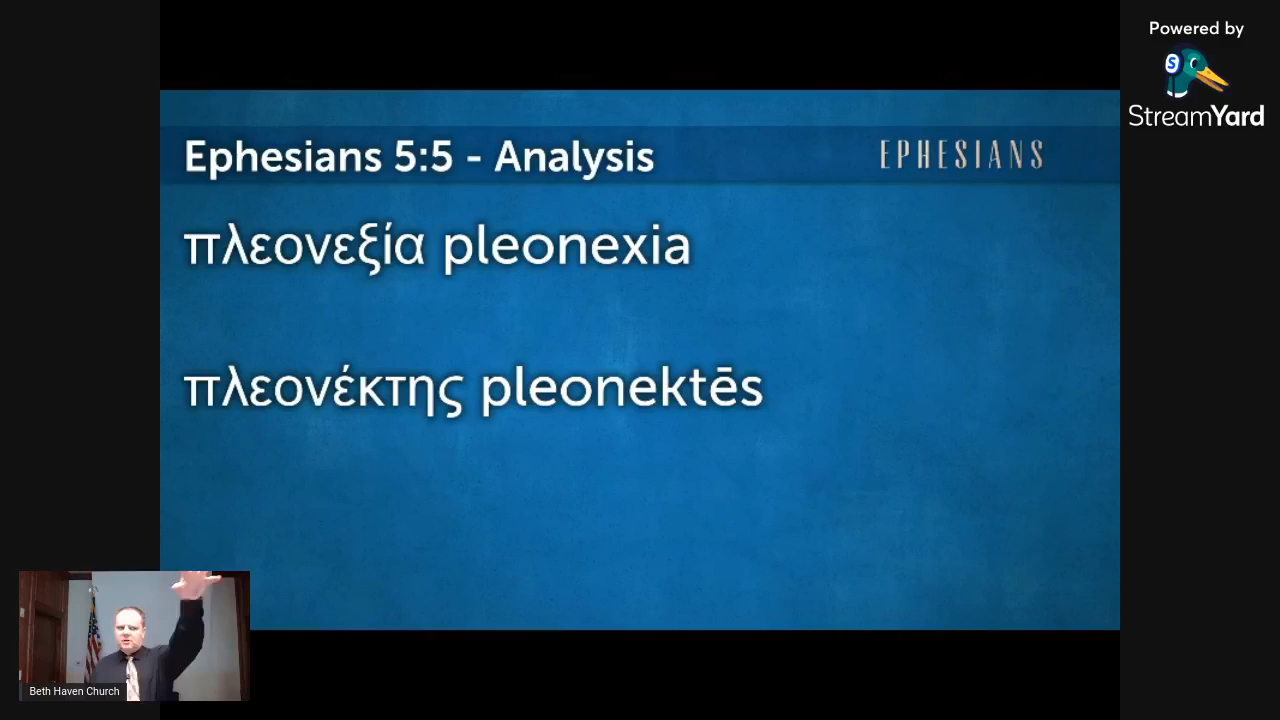 Powered by
S
StreamYard
Ephesians 5:5 - Analysis
EPHESIANS
πλεονεξία pleonexia
πλεονέκτης pleonektēs
Beth Haven Church